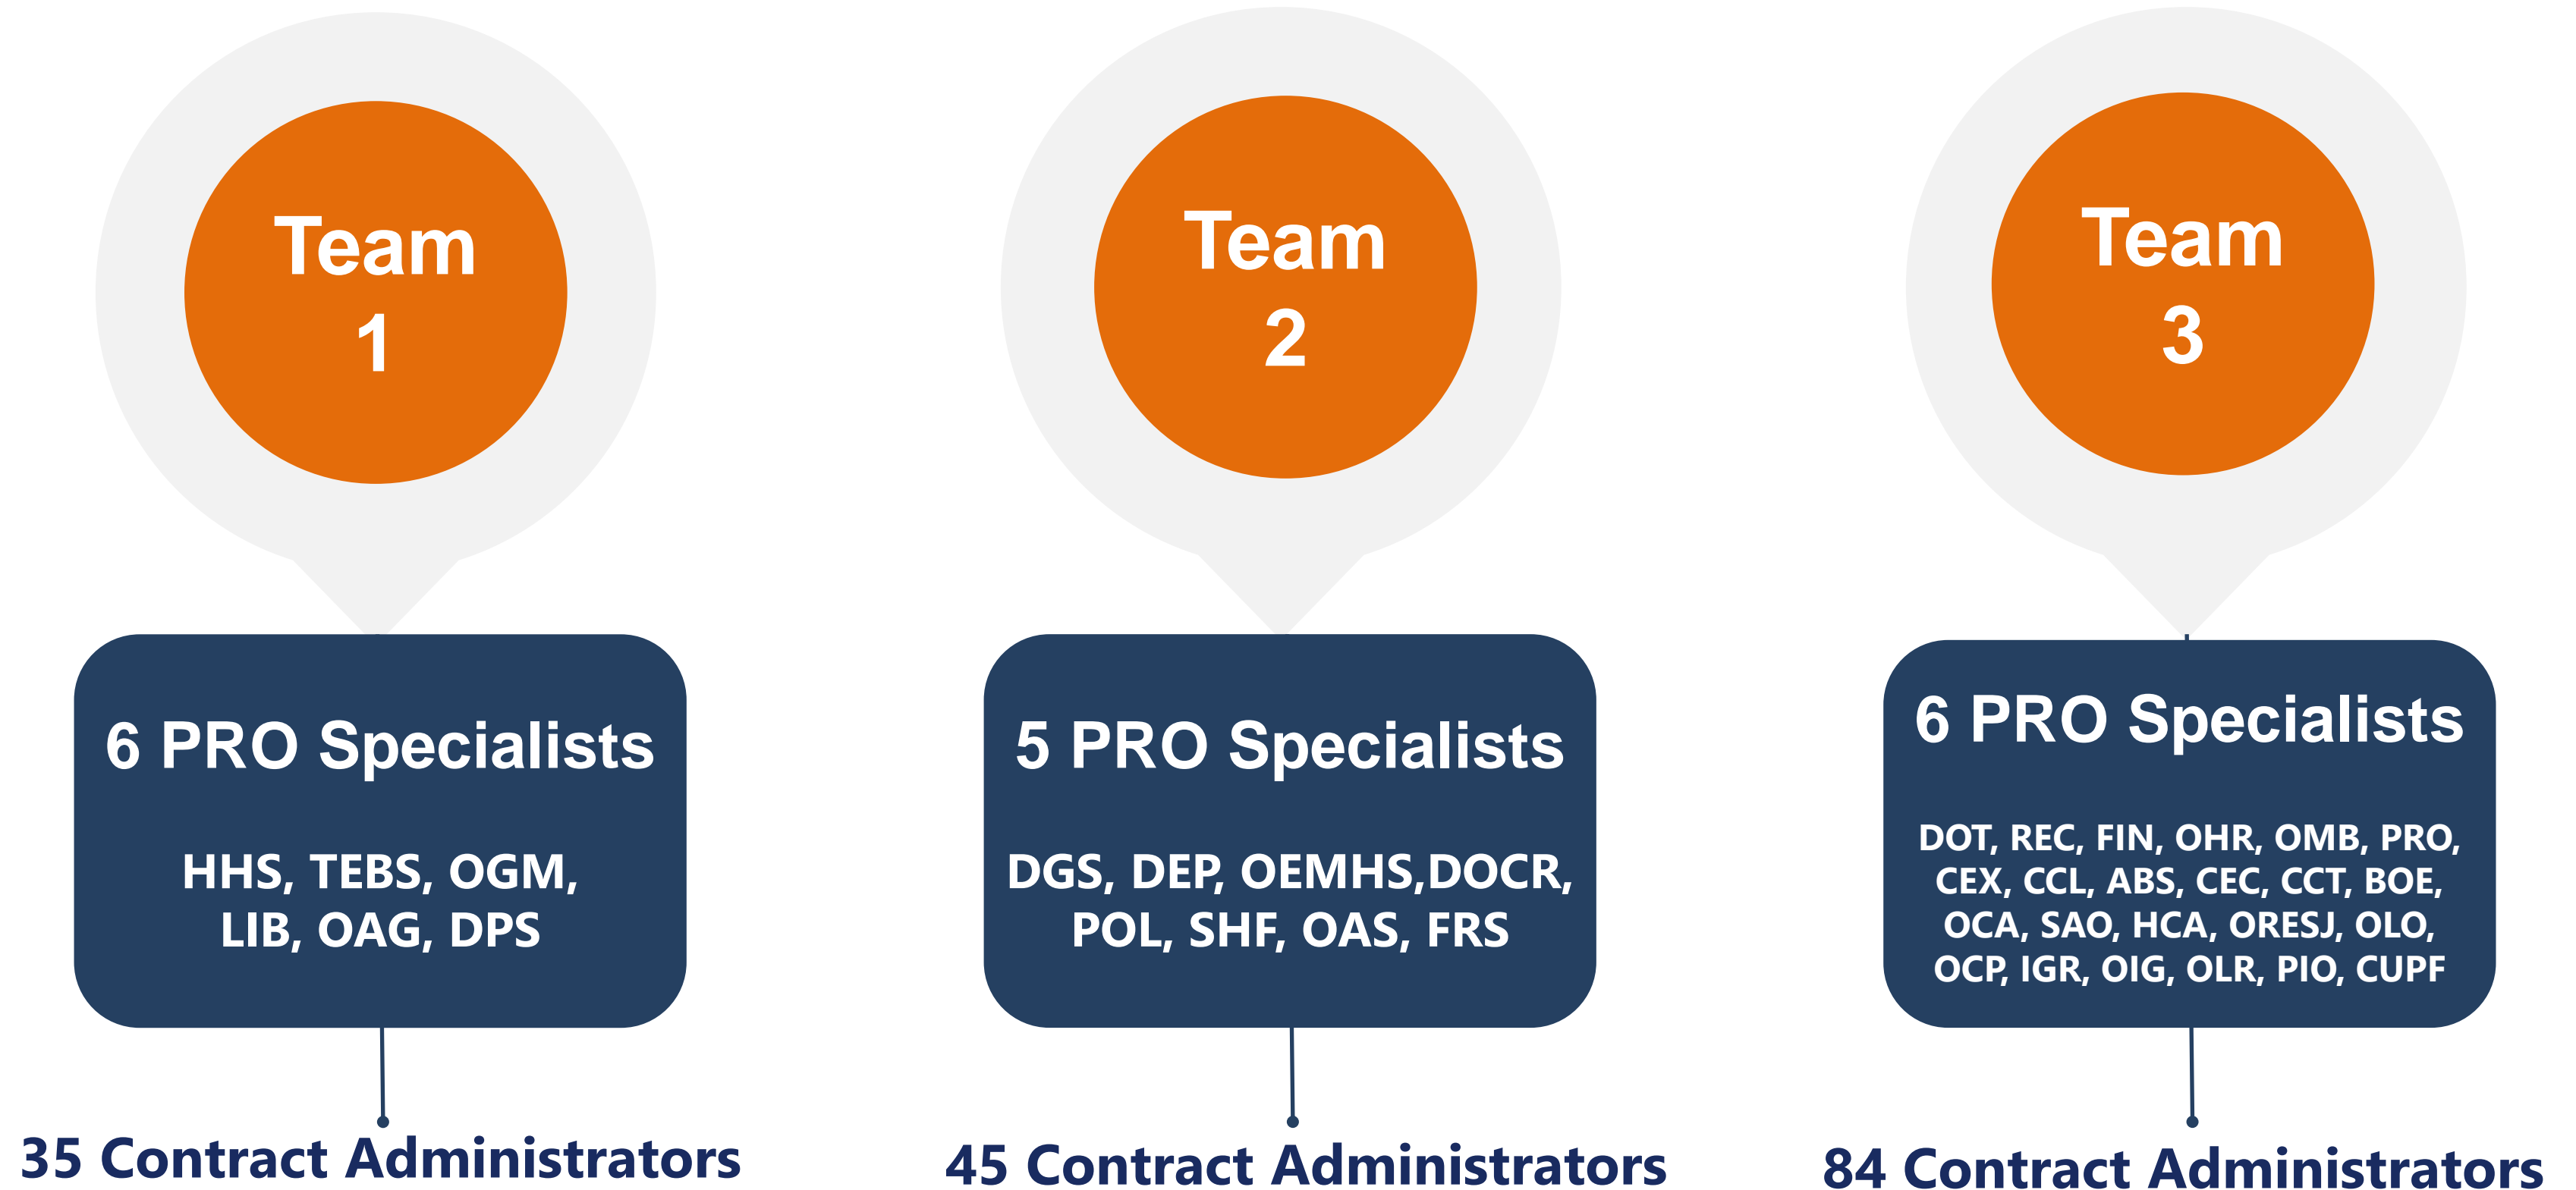 Team
1
6 PRO Specialists
HHS, TEBS, OGM,
LIB, OAG, DPS
35 Contract Administrators
Team
2
5 PRO Specialists
DGS, DEP, OEMHS,DOCR,
POL, SHF, OAS, FRS
45 Contract Administrators
Team
3
6 PRO Specialists
DOT, REC, FIN, OHR, OMB, PRO,
CEX, CCL, ABS, CEC, CCT, BOE,
OCA, SAO, HCA, ORESJ, OLO,
OCP, IGR, OIG, OLR, PIO, CUPF
84 Contract Administrators